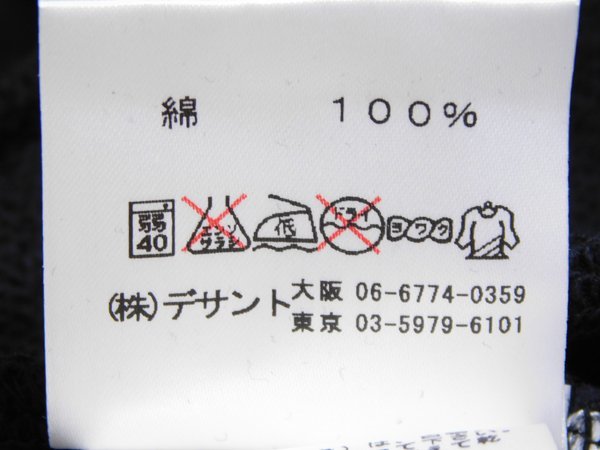 綿 100%
弱 40 エンソサラシ 低 ドライ ヨワク
(株)デサント 大阪 06-6774-0359
東京 03-5979-6101